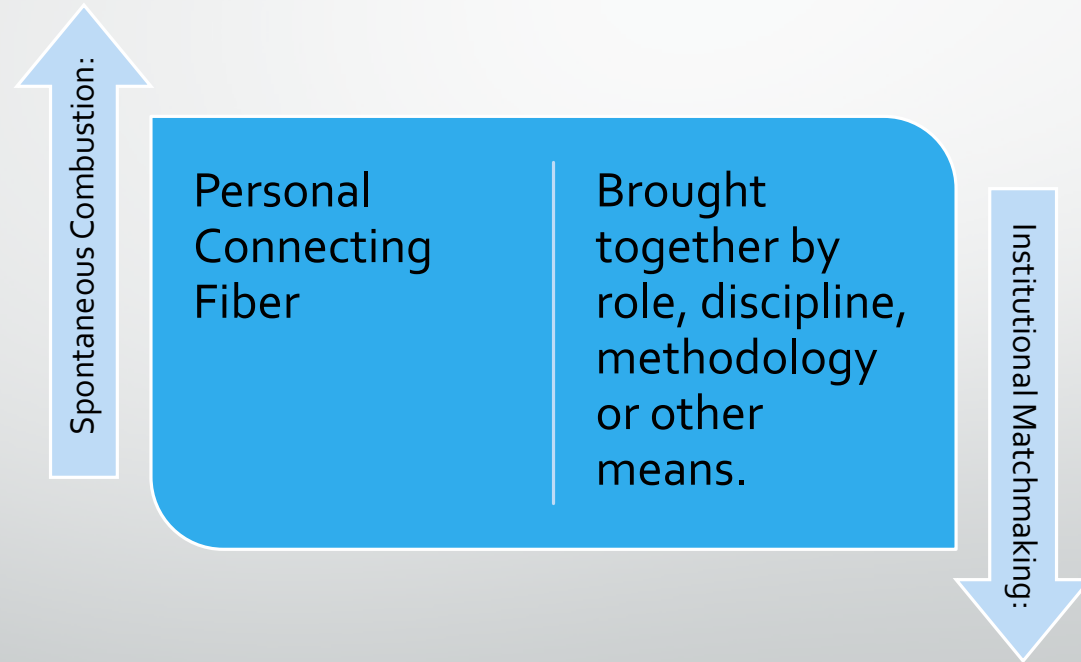 Spontaneous Combustion:
Personal
Connecting
Fiber
Brought
together by
role, discipline,
methodology
or other
means.
Institutional Matchmaking: